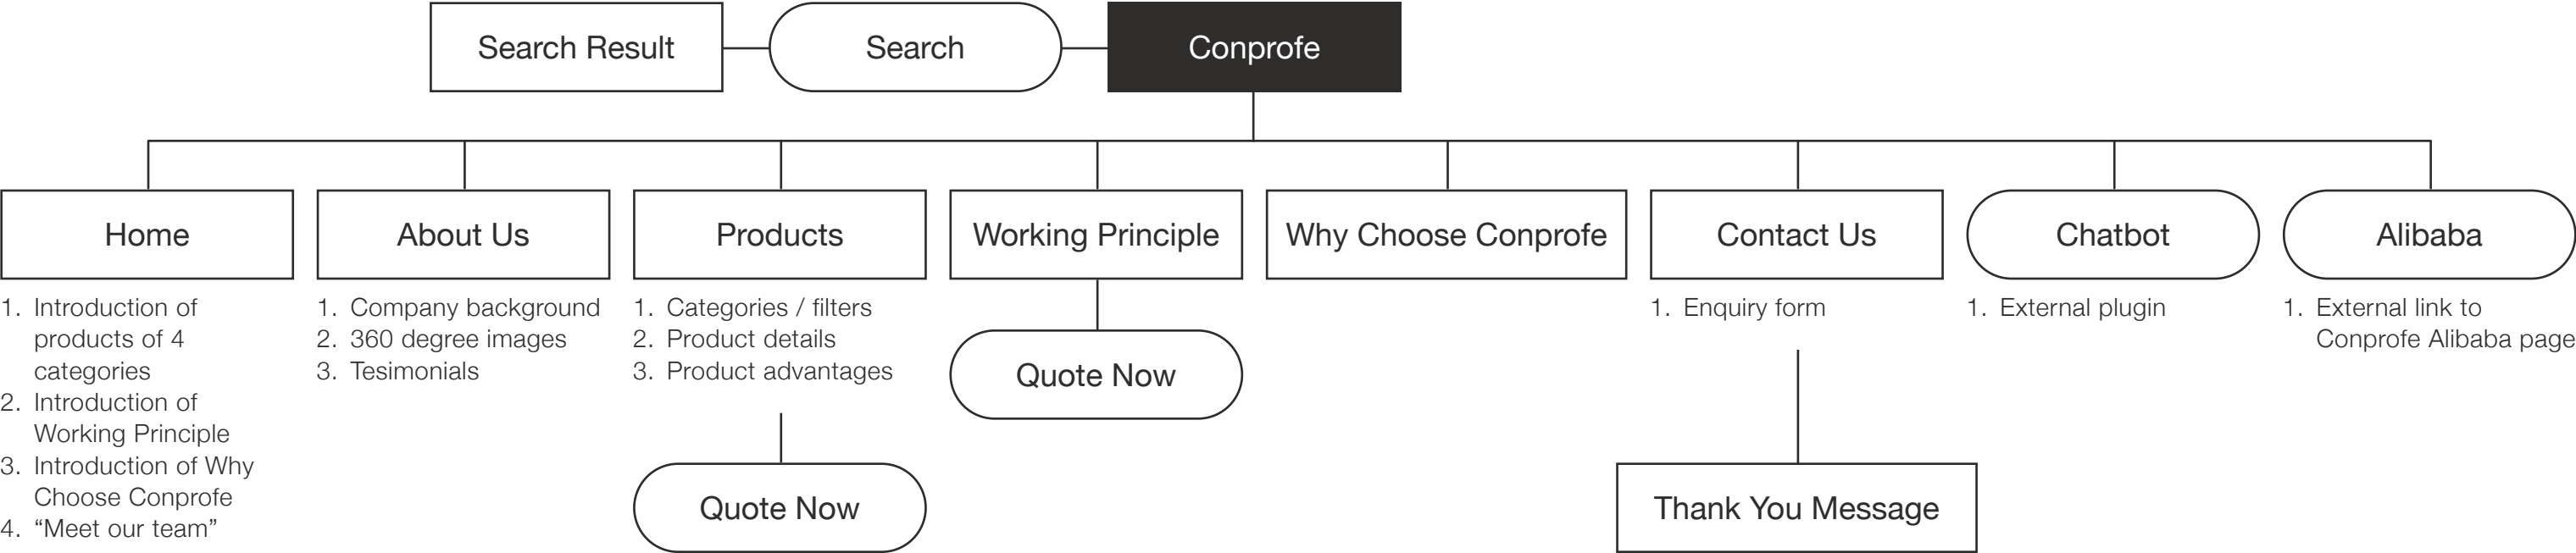 Search Result
Search
Conprofe
Home
About Us
Products
Working Principle
Why Choose Conprofe
Contact Us
Chatbot
Alibaba
1. Introduction of
products of 4
categories
2. Introduction of
Working Principle
3. Introduction of Why
Choose Conprofe
4. “Meet our team”
1. Company background
2. 360 degree images
3. Tesimonials
1. Categories / filters
2. Product details
3. Product advantages
Quote Now
Quote Now
1. Enquiry form
Thank You Message
1. External plugin
1. External link to
Conprofe Alibaba page